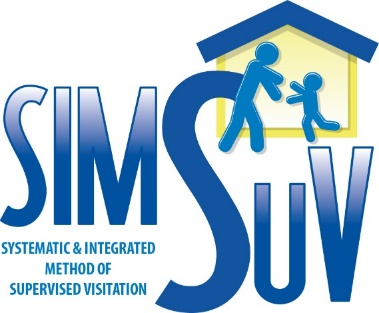 SIMSuV
SYSTEMATIC & INTEGRATED
METHOD OF
SUPERVISED VISITATION